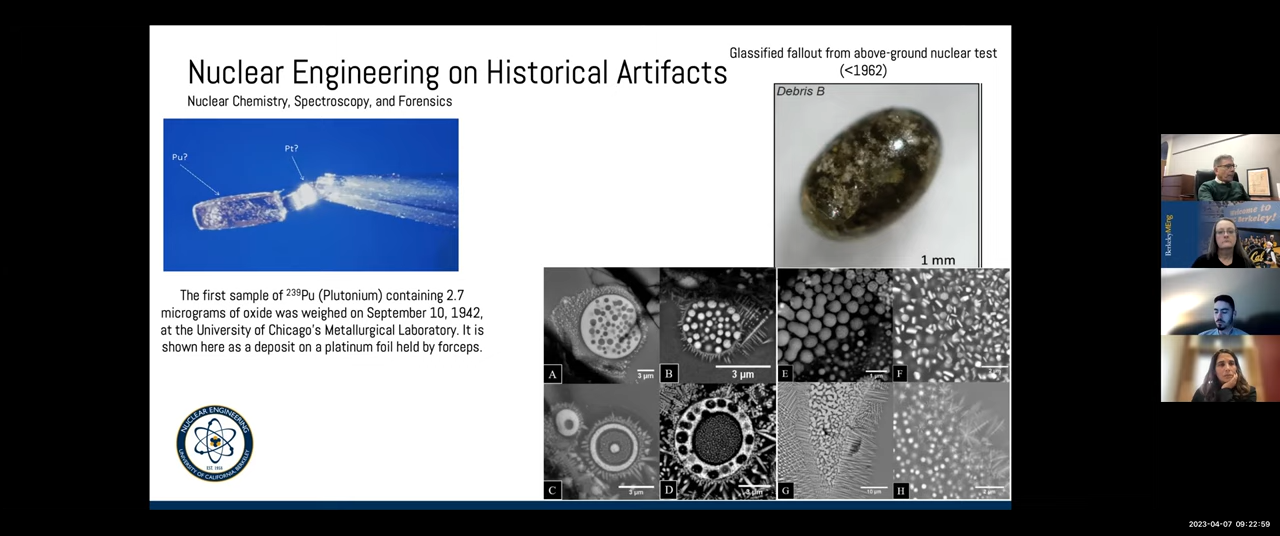 Nuclear Engineering on Historical Artifacts
Nuclear Chemistry, Spectroscopy, and Forensics
Glassified fallout from above-ground nuclear test
(<1962)
Pu?
Pt?
Debris B
1 mm
The first sample of ²³⁹Pu (Plutonium) containing 2.7
micrograms of oxide was weighed on September 10, 1942,
at the University of Chicago's Metallurgical Laboratory. It is
shown here as a deposit on a platinum foil held by forceps.
A
3 μm
B
3 μm
E
F
C
3 μm
D
G
10 μm
H
NUCLEAR ENGINEERING
UNIVERSITY OF CALIFORNIA, BERKELEY
BerkeleyMEng
Cal
2023-04-07 09:22:59